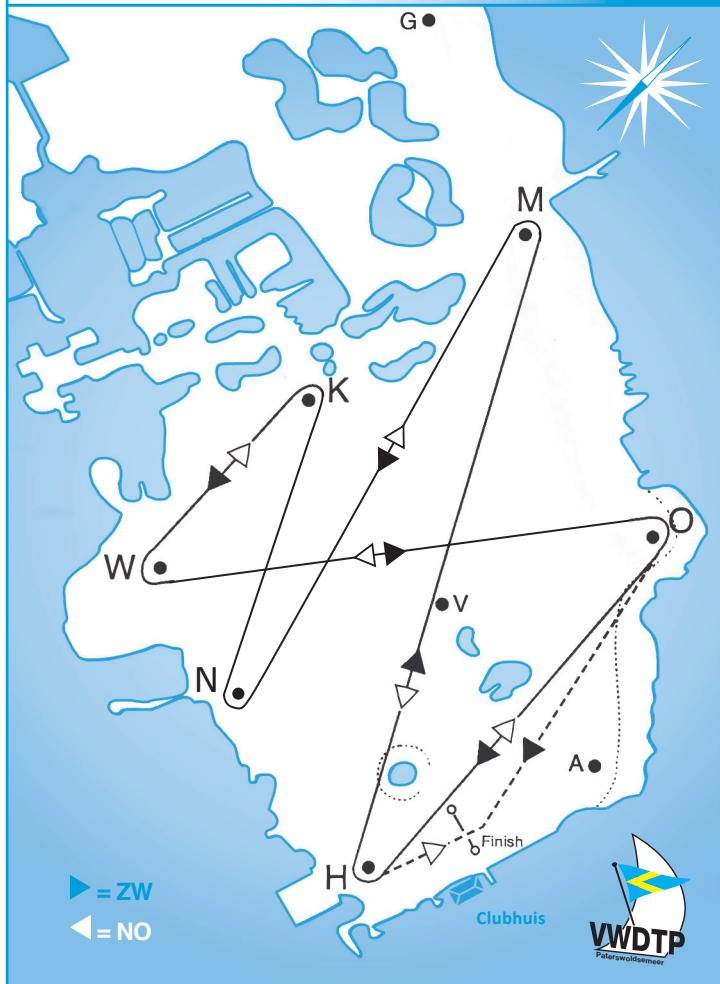 G
M
K
O
W
V
N
A
Finish
H
= ZW
= NO
Clubhuis
VWDTP
Paterswoldsemeer